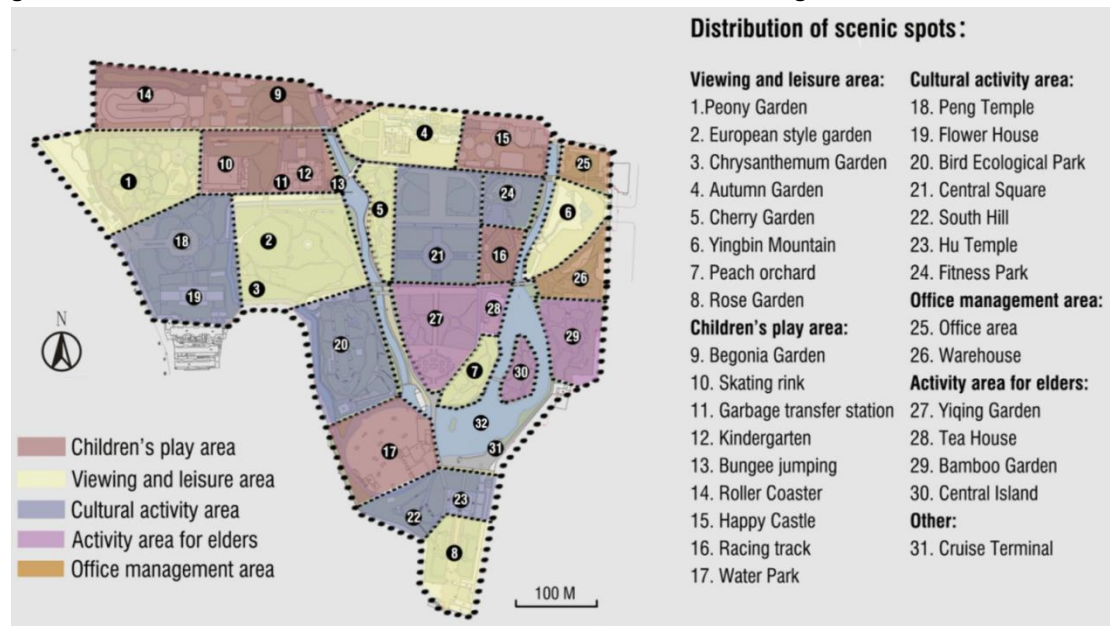 Distribution of scenic spots:
Viewing and leisure area:
1.Peony Garden
2. European style garden
3. Chrysanthemum Garden
4. Autumn Garden
5. Cherry Garden
6. Yingbin Mountain
7. Peach orchard
8. Rose Garden
Children's play area:
9. Begonia Garden
10. Skating rink
11. Garbage transfer station
12. Kindergarten
13. Bungee jumping
14. Roller Coaster
15. Happy Castle
16. Racing track
17. Water Park
Cultural activity area:
18. Peng Temple
19. Flower House
20. Bird Ecological Park
21. Central Square
22. South Hill
23. Hu Temple
24. Fitness Park
Office management area:
25. Office area
26. Warehouse
Activity area for elders:
27. Yiqing Garden
28. Tea House
29. Bamboo Garden
30. Central Island
Other:
31. Cruise Terminal
14
9
4
15
25
10
12
11
13
1
24
5
6
18
2
21
16
26
19
3
27
28
29
20
7
30
32
31
17
23
22
8
N
Children's play area
Viewing and leisure area
Cultural activity area
Activity area for elders
Office management area
100 M